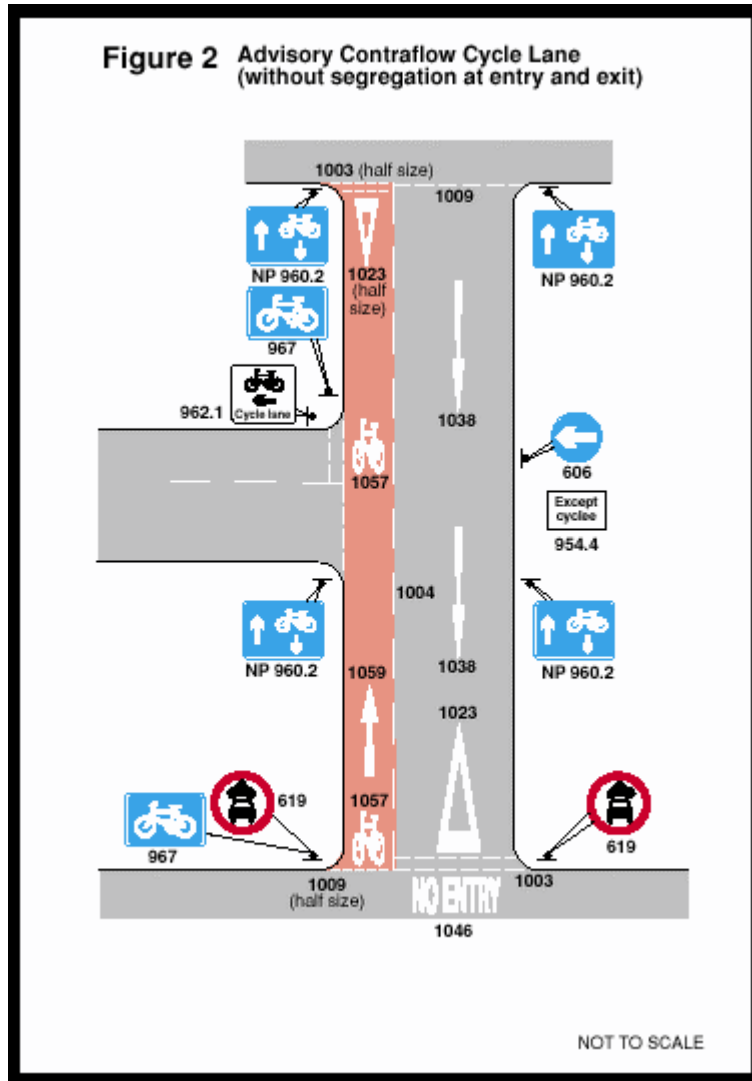 Figure 2 Advisory Contraflow Cycle Lane
(without segregation at entry and exit)
1003 (half size)
1009
NP 960.2
1023
(half
size)
NP 960.2
967
962.1
Cycle lane
1038
1057
606
Except
cyclee
954.4
1004
NP 960.2
1059
1038
NP 960.2
1023
619
1057
967
619
1009
(half size)
1003
NO ENTRY
1046
NOT TO SCALE